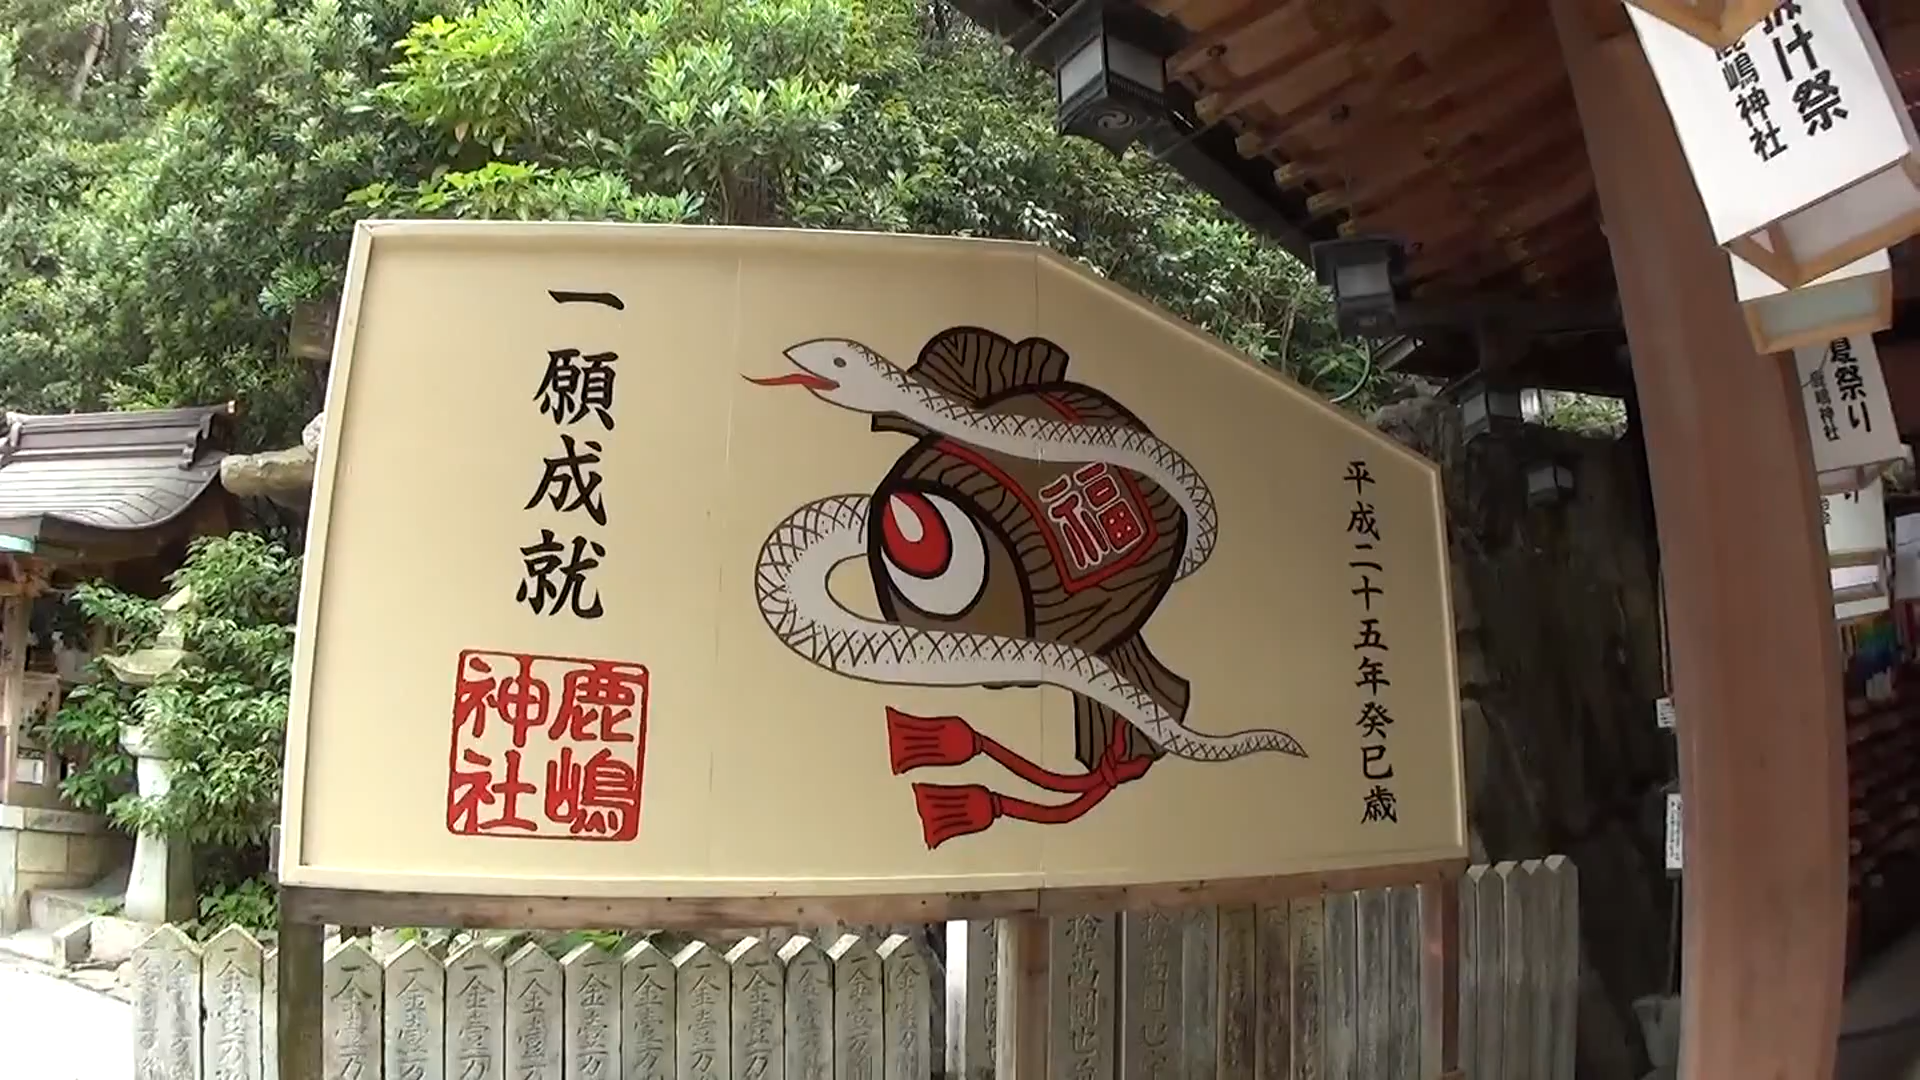 平成二十五年癸巳歳
福
一願成就
鹿嶋
神社
け祭
鹿嶋神社
夏祭り
鹿嶋神社